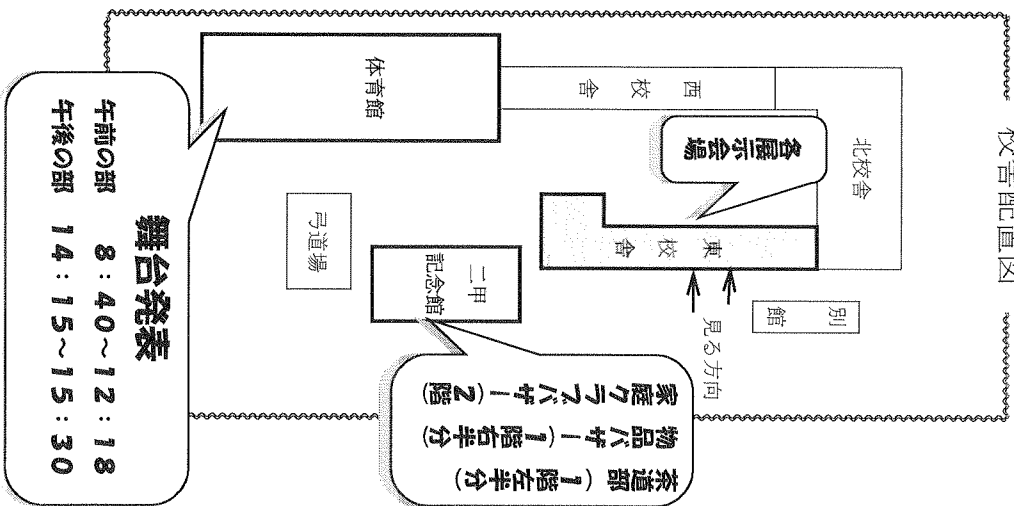 校舎配置図
北校舎
西校舎
体育館
各展示会場
東校舎
別館
見る方向
二甲
記念館
弓道場
家庭クラブバザー(2階)
物品バザー(1階右半分)
茶道部(1階左半分)
舞台発表
午前の部 8:40~12:18
午後の部 14:15~15:30